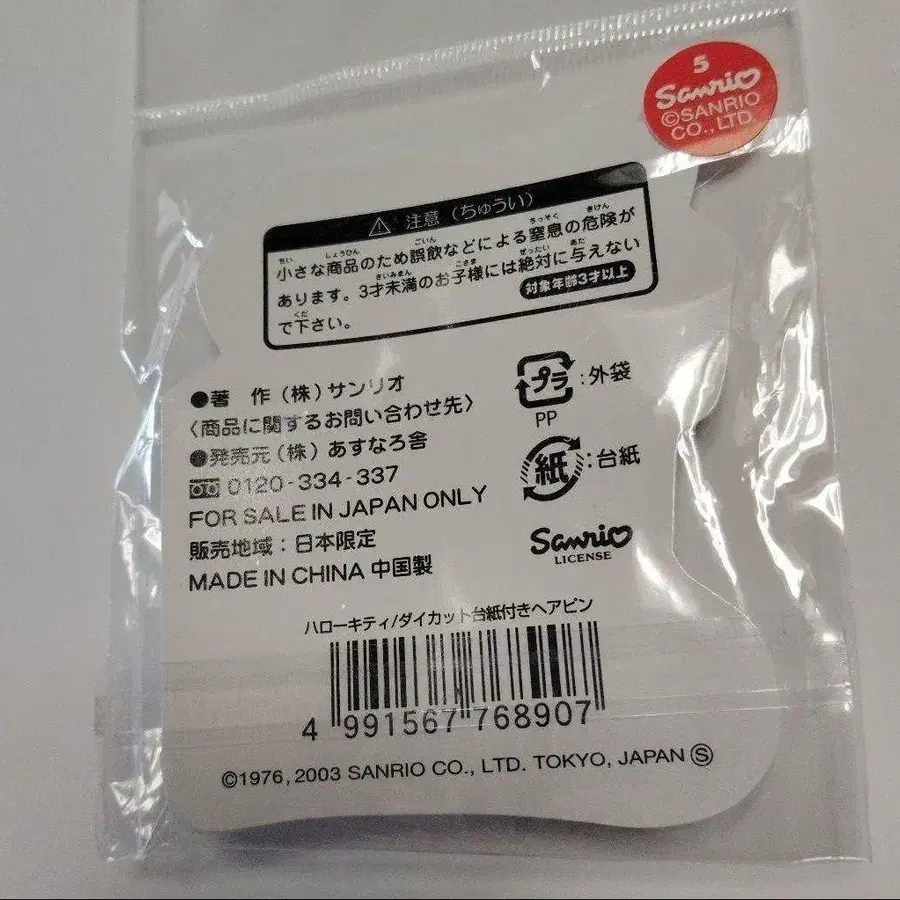 5
Sanrio
©SANRIO
CO., LTD.
⚠ 注意（ちゅうい）
小さな商品のため誤飲などによる窒息の危険が
あります。3才未満のお子様には絶対に与えない
で下さい。
対象年齢3才以上
●著 作（株）サンリオ
〈商品に関するお問い合わせ先〉
●発売元（株）あすなろ舎
0120-334-337
FOR SALE IN JAPAN ONLY
販売地域：日本限定
MADE IN CHINA 中国製
プラ:外袋
PP
紙:台紙
Sanrio
LICENSE
ハローキティ/ダイカット台紙付きヘアピン
4 991567 768907
©1976, 2003 SANRIO CO., LTD. TOKYO, JAPAN Ⓢ